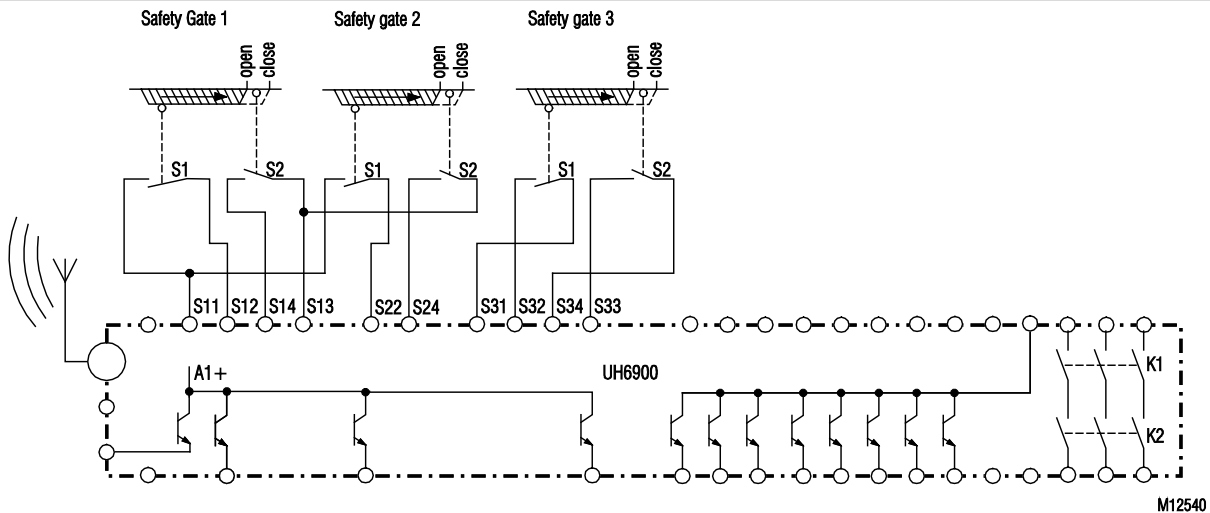 Safety Gate 1
Safety gate 2
Safety gate 3
open
close
open
close
open
close
S1
S2
S1
S2
S1
S2
S11
S12
S14
S13
S22
S24
S31
S32
S34
S33
A1+
UH6900
K1
K2
M12540